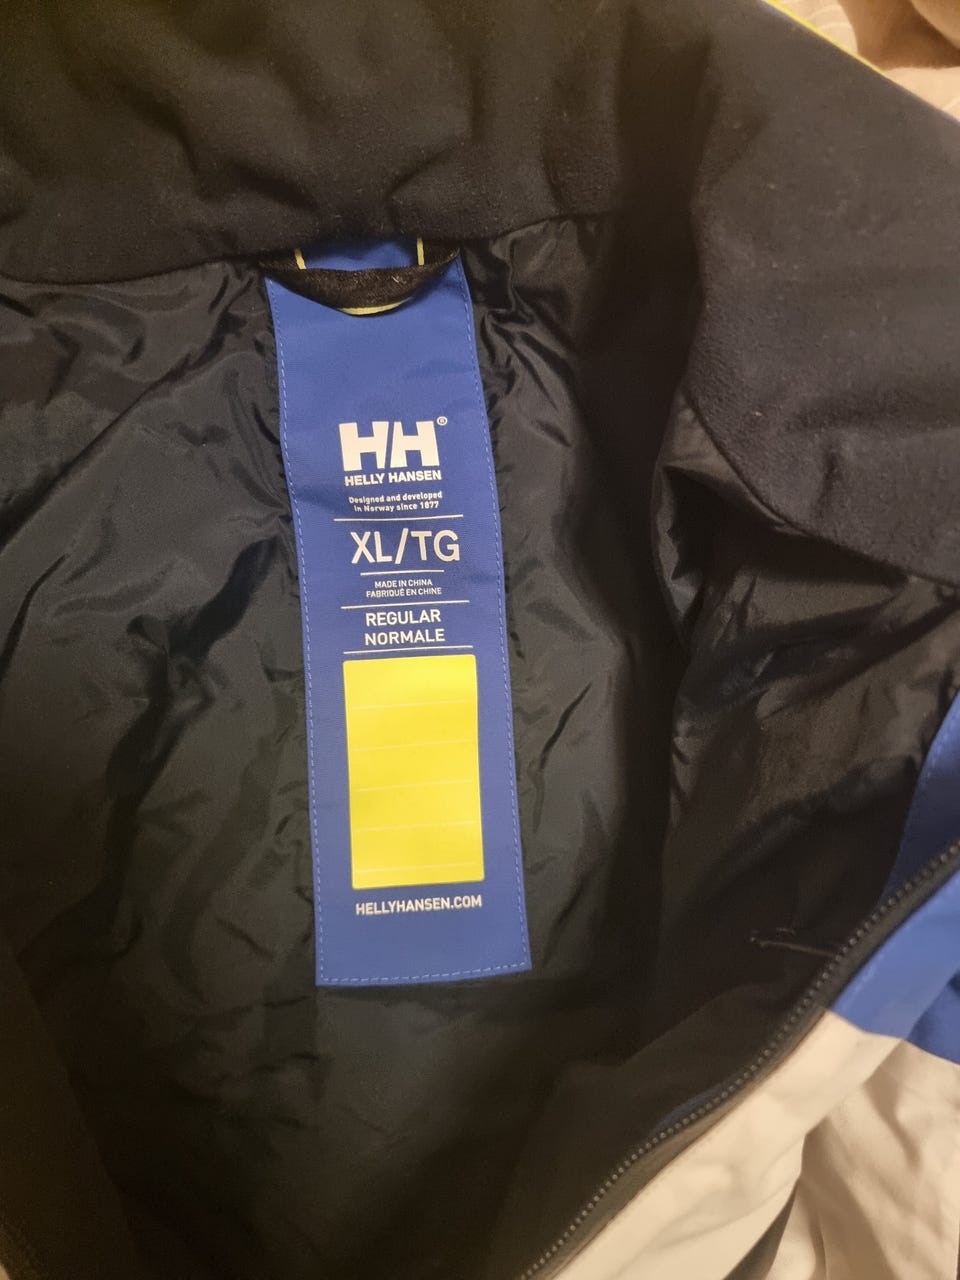 HH®
HELLY HANSEN
Designed and developed
in Norway since 1877
XL/TG
MADE IN CHINA
FABRIQUÉ EN CHINE
REGULAR
NORMALE
HELLYHANSEN.COM